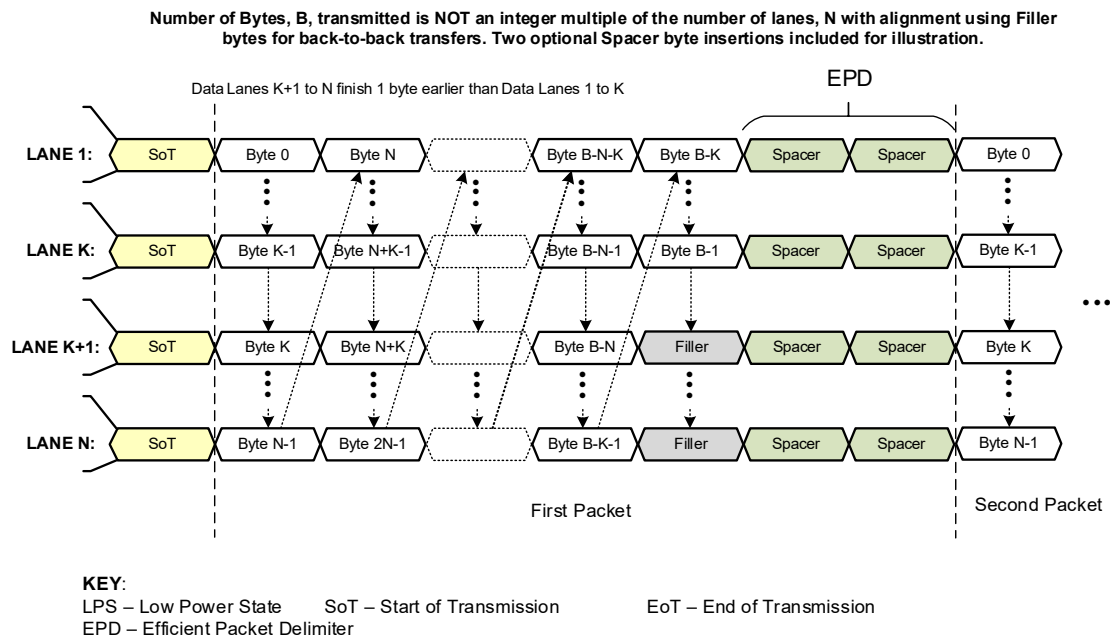 Number of Bytes, B, transmitted is NOT an integer multiple of the number of lanes, N with alignment using Filler
bytes for back-to-back transfers. Two optional Spacer byte insertions included for illustration.
EPD
Data Lanes K+1 to N finish 1 byte earlier than Data Lanes 1 to K
LANE 1: SoT Byte 0 Byte N Byte B-N-K Byte B-K Spacer Spacer Byte 0
LANE K: SoT Byte K-1 Byte N+K-1 Byte B-N-1 Byte B-1 Spacer Spacer Byte K-1
LANE K+1: SoT Byte K Byte N+K Byte B-N Filler Spacer Spacer Byte K
LANE N: SoT Byte N-1 Byte 2N-1 Byte B-K-1 Filler Spacer Spacer Byte N-1
First Packet Second Packet
KEY:
LPS – Low Power State SoT – Start of Transmission EoT – End of Transmission
EPD – Efficient Packet Delimiter